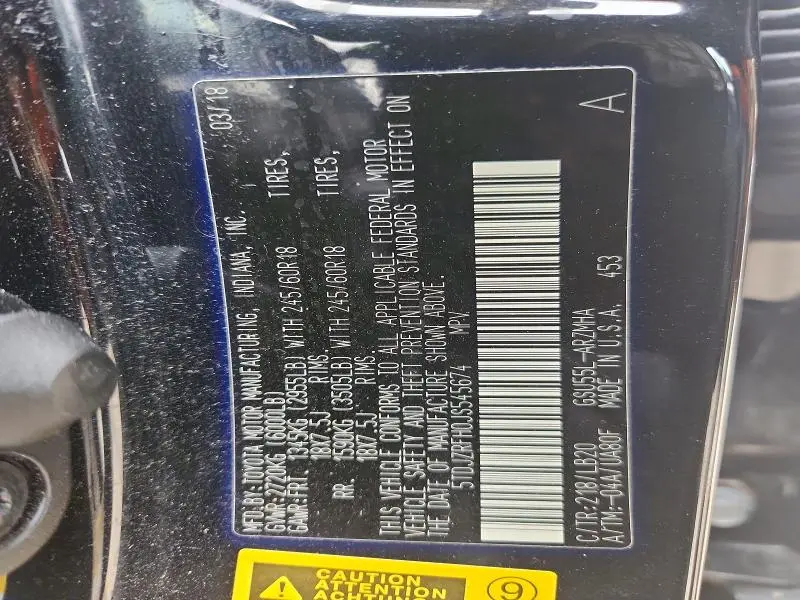 MFD.BY:TOYOTA MOTOR MANUFACTURING, INDIANA, INC. 03/18
GVWR:2720KG (6000LB)
GAWR:FRT. 1345KG (2955LB) WITH 245/60R18 TIRES,
18X7.5J RIMS.
RR. 1590KG (3505LB) WITH 245/60R18 TIRES,
18X7.5J RIMS.
THIS VEHICLE CONFORMS TO ALL APPLICABLE FEDERAL MOTOR
VEHICLE SAFETY AND THEFT PREVENTION STANDARDS IN EFFECT ON
THE DATE OF MANUFACTURE SHOWN ABOVE.
5TDJZRFH0JS545674 MPV
C/TR:218/LB20 GSU55L-ARZMHA
A/TM:-04A/UA80F MADE IN U.S.A. 453 A
CAUTION
ATTENTION
ACHTUNG
9